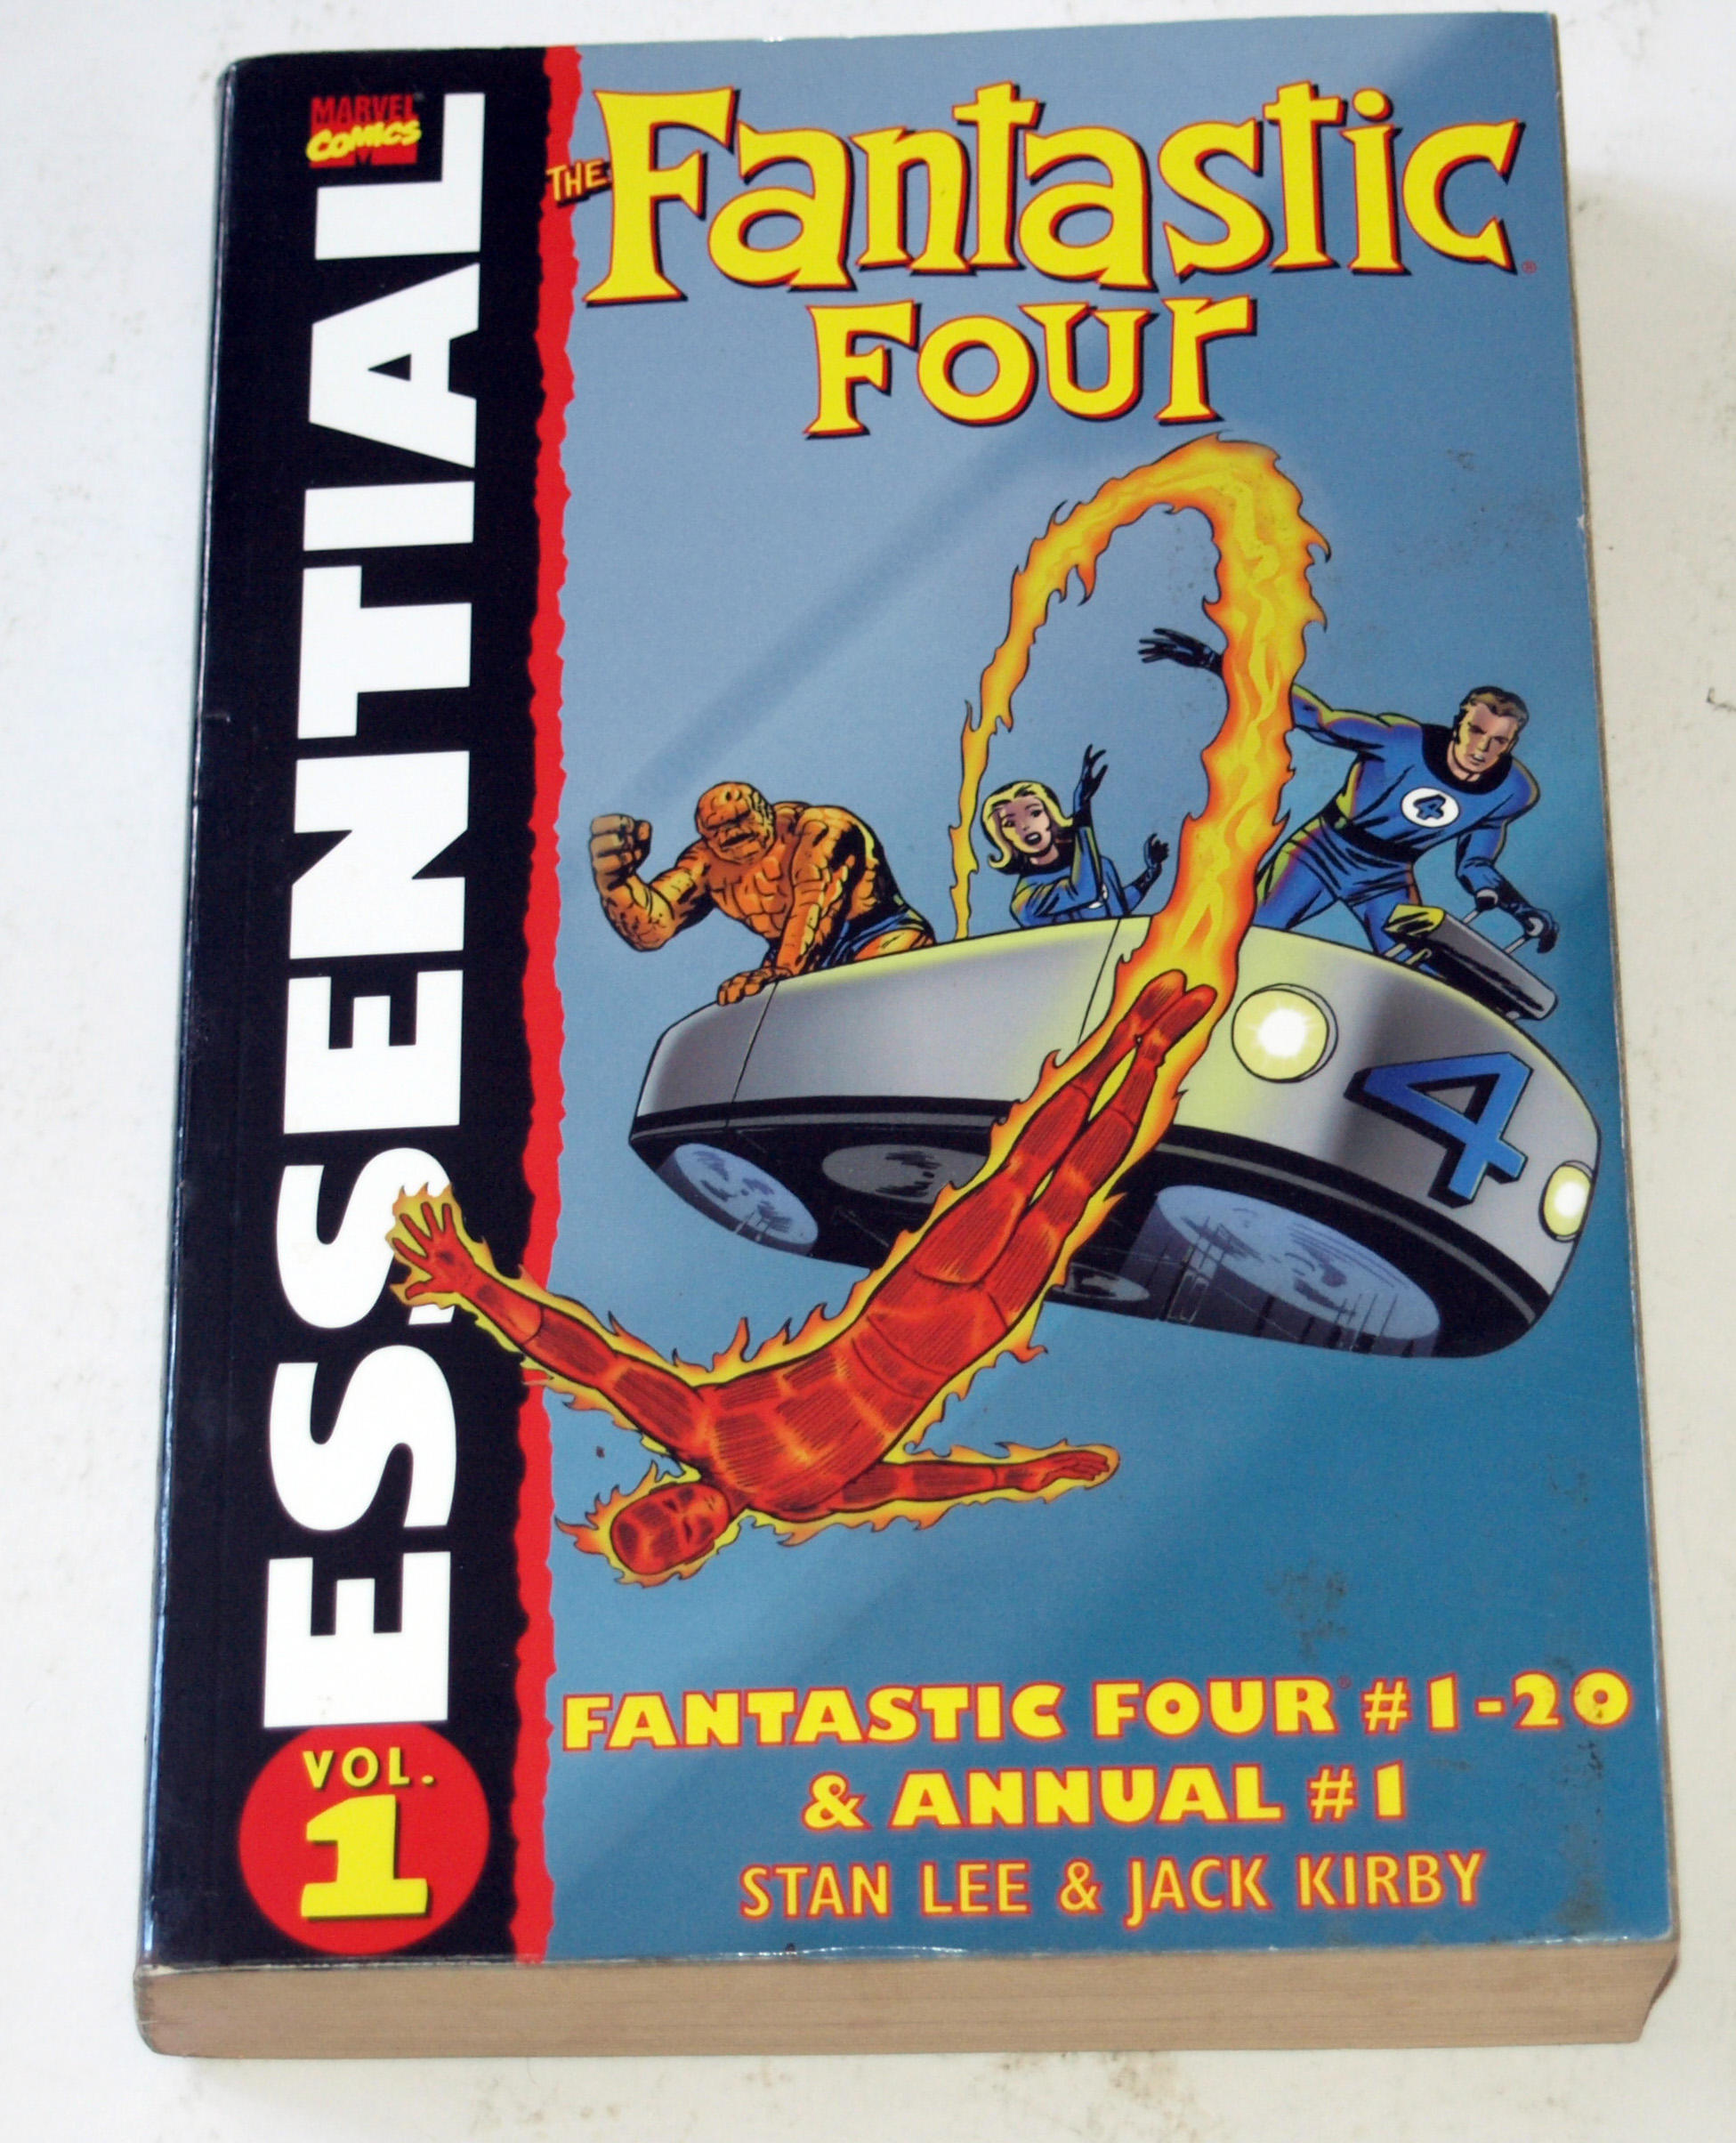 MARVEL
COMICS
ESSENTIAL
VOL.
1
THE
Fantastic
Four
4
4
FANTASTIC FOUR® #1-20
& ANNUAL #1
STAN LEE & JACK KIRBY